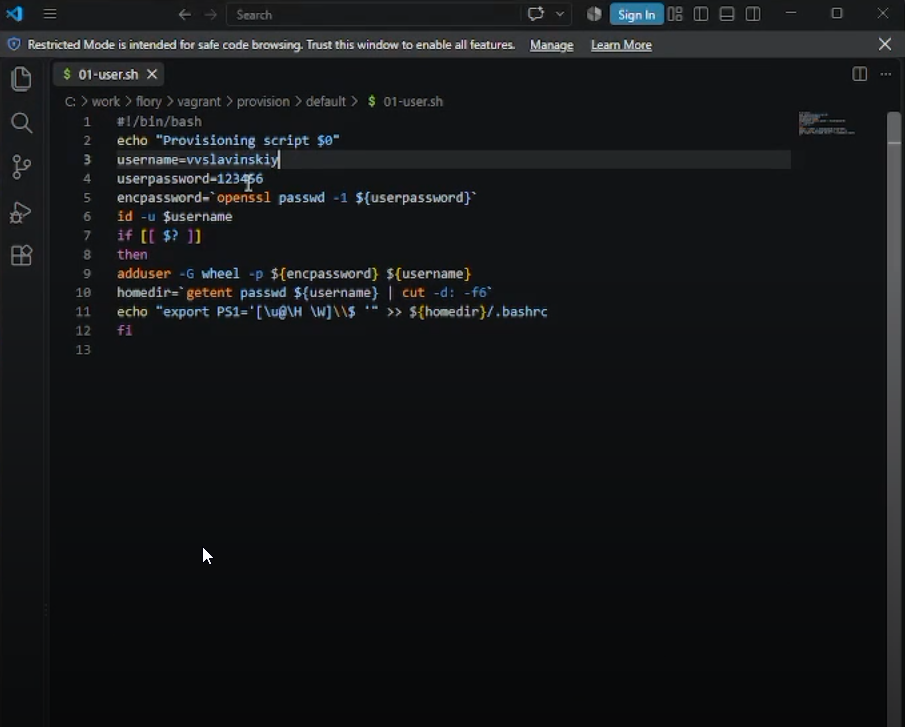 Search
Sign In
Restricted Mode is intended for safe code browsing. Trust this window to enable all features. Manage Learn More
$ 01-user.sh
C: > work > flory > vagrant > provision > default > $ 01-user.sh
1 #!/bin/bash
2 echo "Provisioning script $0"
3 username=vvslavinskiy
4 userpassword=123456
5 encpassword=`openssl passwd -1 ${userpassword}`
6 id -u $username
7 if [[ $? ]]
8 then
9 adduser -G wheel -p ${encpassword} ${username}
10 homedir=`getent passwd ${username} | cut -d: -f6`
11 echo "export PS1='[\u@\H \W]\\$ '" >> ${homedir}/.bashrc
12 fi
13